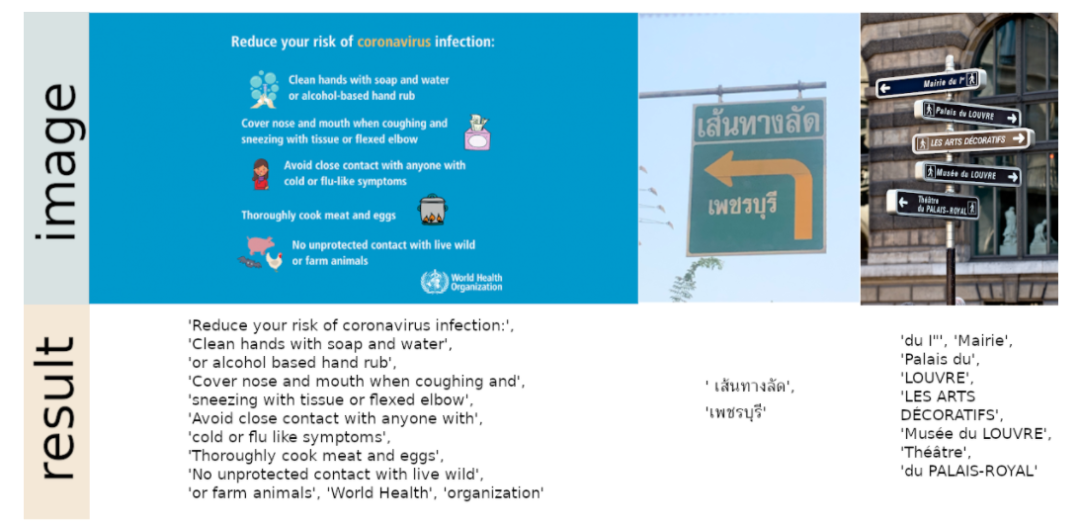 image
Reduce your risk of coronavirus infection:
Clean hands with soap and water
or alcohol-based hand rub
Cover nose and mouth when coughing and
sneezing with tissue or flexed elbow
Avoid close contact with anyone with
cold or flu-like symptoms
Thoroughly cook meat and eggs
No unprotected contact with live wild
or farm animals
World Health
Organization
เส้นทางลัด
เพชรบุรี
Mairie du Iᵉʳ
Palais du LOUVRE
LES ARTS DÉCORATIFS
Musée du LOUVRE
Théâtre
du PALAIS-ROYAL
result
'Reduce your risk of coronavirus infection:',
'Clean hands with soap and water',
'or alcohol based hand rub',
'Cover nose and mouth when coughing and',
'sneezing with tissue or flexed elbow',
'Avoid close contact with anyone with',
'cold or flu like symptoms',
'Thoroughly cook meat and eggs',
'No unprotected contact with live wild',
'or farm animals', 'World Health', 'organization'
' เส้นทางลัด',
'เพชรบุรี'
'du I"'', 'Mairie',
'Palais du',
'LOUVRE',
'LES ARTS
DÉCORATIFS',
'Musée du LOUVRE',
'Théâtre',
'du PALAIS-ROYAL'